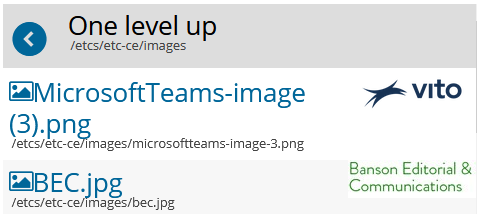 One level up
/etcs/etc-ce/images
MicrosoftTeams-image
(3).png
/etcs/etc-ce/images/microsoftteams-image-3.png
vito
BEC.jpg
/etcs/etc-ce/images/bec.jpg
Banson Editorial &
Communications